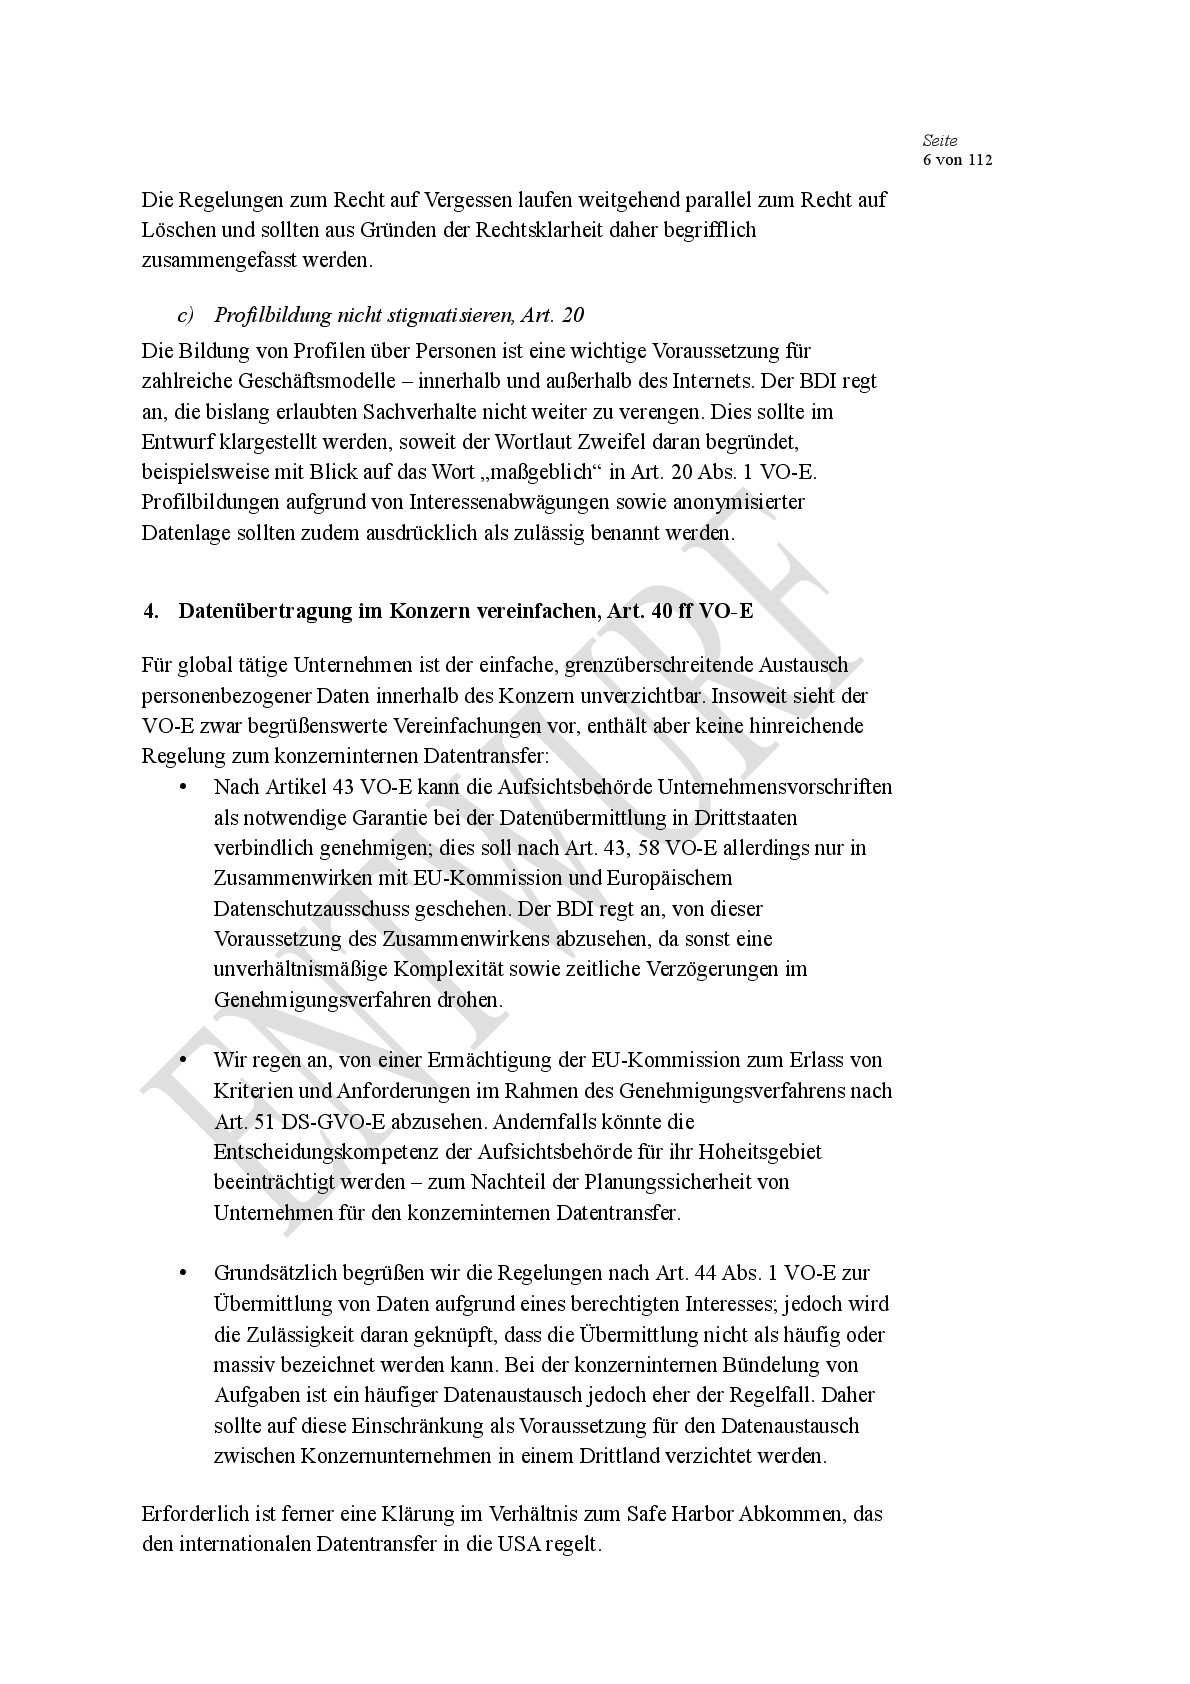 Seite
6 von 112
Die Regelungen zum Recht auf Vergessen laufen weitgehend parallel zum Recht auf
Löschen und sollten aus Gründen der Rechtsklarheit daher begrifflich
zusammengefasst werden.
c) Profilbildung nicht stigmatisieren, Art. 20
Die Bildung von Profilen über Personen ist eine wichtige Voraussetzung für
zahlreiche Geschäftsmodelle – innerhalb und außerhalb des Internets. Der BDI regt
an, die bislang erlaubten Sachverhalte nicht weiter zu verengen. Dies sollte im
Entwurf klargestellt werden, soweit der Wortlaut Zweifel daran begründet,
beispielsweise mit Blick auf das Wort „maßgeblich“ in Art. 20 Abs. 1 VO-E.
Profilbildungen aufgrund von Interessenabwägungen sowie anonymisierter
Datenlage sollten zudem ausdrücklich als zulässig benannt werden.
4. Datenübertragung im Konzern vereinfachen, Art. 40 ff VO-E
Für global tätige Unternehmen ist der einfache, grenzüberschreitende Austausch
personenbezogener Daten innerhalb des Konzern unverzichtbar. Insoweit sieht der
VO-E zwar begrüßenswerte Vereinfachungen vor, enthält aber keine hinreichende
Regelung zum konzerninternen Datentransfer:
• Nach Artikel 43 VO-E kann die Aufsichtsbehörde Unternehmensvorschriften
als notwendige Garantie bei der Datenübermittlung in Drittstaaten
verbindlich genehmigen; dies soll nach Art. 43, 58 VO-E allerdings nur in
Zusammenwirken mit EU-Kommission und Europäischem
Datenschutzausschuss geschehen. Der BDI regt an, von dieser
Voraussetzung des Zusammenwirkens abzusehen, da sonst eine
unverhältnismäßige Komplexität sowie zeitliche Verzögerungen im
Genehmigungsverfahren drohen.
• Wir regen an, von einer Ermächtigung der EU-Kommission zum Erlass von
Kriterien und Anforderungen im Rahmen des Genehmigungsverfahrens nach
Art. 51 DS-GVO-E abzusehen. Andernfalls könnte die
Entscheidungskompetenz der Aufsichtsbehörde für ihr Hoheitsgebiet
beeinträchtigt werden – zum Nachteil der Planungssicherheit von
Unternehmen für den konzerninternen Datentransfer.
• Grundsätzlich begrüßen wir die Regelungen nach Art. 44 Abs. 1 VO-E zur
Übermittlung von Daten aufgrund eines berechtigten Interesses; jedoch wird
die Zulässigkeit daran geknüpft, dass die Übermittlung nicht als häufig oder
massiv bezeichnet werden kann. Bei der konzerninternen Bündelung von
Aufgaben ist ein häufiger Datenaustausch jedoch eher der Regelfall. Daher
sollte auf diese Einschränkung als Voraussetzung für den Datenaustausch
zwischen Konzernunternehmen in einem Drittland verzichtet werden.
Erforderlich ist ferner eine Klärung im Verhältnis zum Safe Harbor Abkommen, das
den internationalen Datentransfer in die USA regelt.
ENTWURF